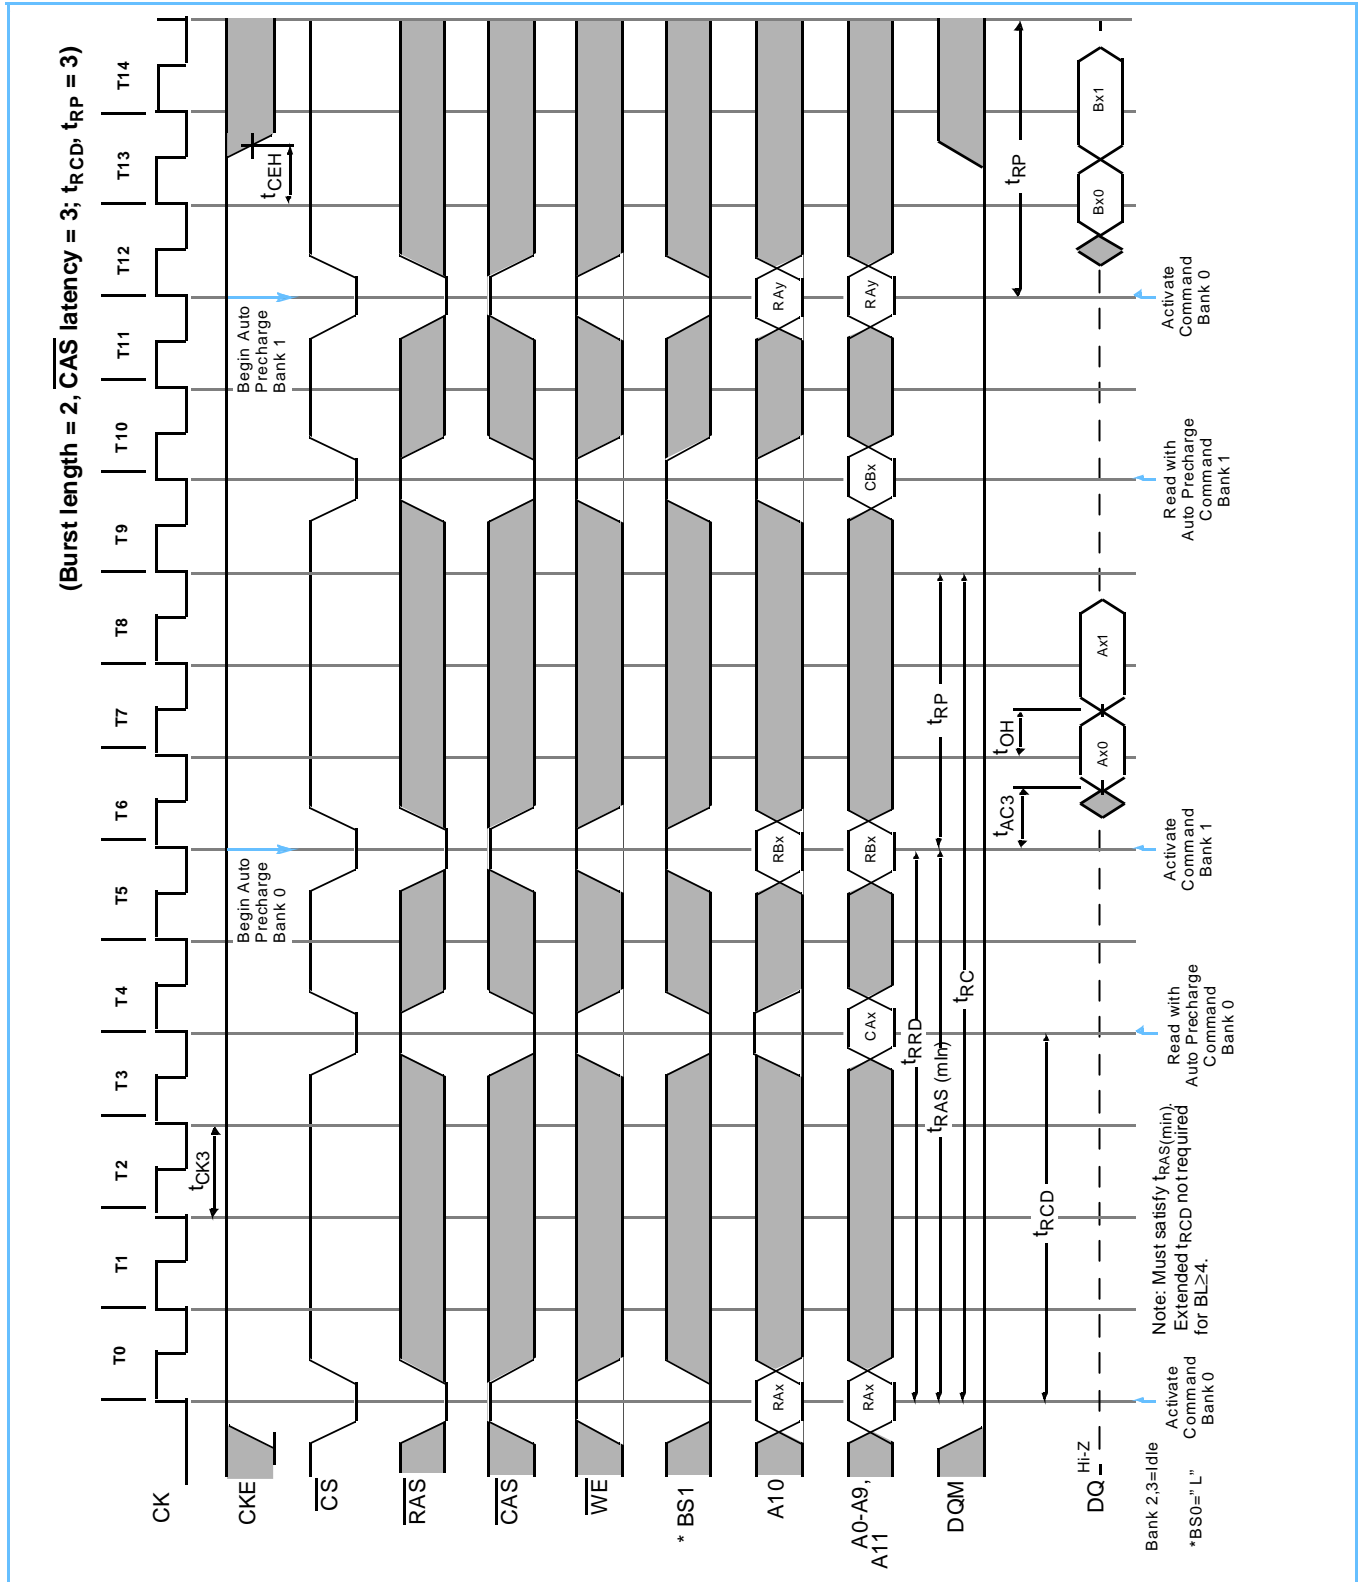 (Burst length = 2, CAS latency = 3; tRCD, tRP = 3)
T0 T1 T2 T3 T4 T5 T6 T7 T8 T9 T10 T11 T12 T13 T14
CK
tCK3
CKE
Begin Auto
Precharge
Bank 0
Begin Auto
Precharge
Bank 1
tCEH
CS
RAS
CAS
WE
* BS1
A10
RAx
RBx
RAy
A0-A9,
A11
RAx
CAx
RBx
CBx
RAy
tRRD
tRAS (min)
tRC
tRP
DQM
tRCD
tAC3
tOH
tRP
DQ
Hi-Z
Ax0
Ax1
Bx0
Bx1
Bank 2,3=Idle
*BS0=" L"
Activate
Command
Bank 0
Note: Must satisfy tRAS(min).
Extended tRCD not required
for BL≥4.
Read with
Auto Precharge
Command
Bank 0
Activate
Command
Bank 1
Read with
Auto Precharge
Command
Bank 1
Activate
Command
Bank 0